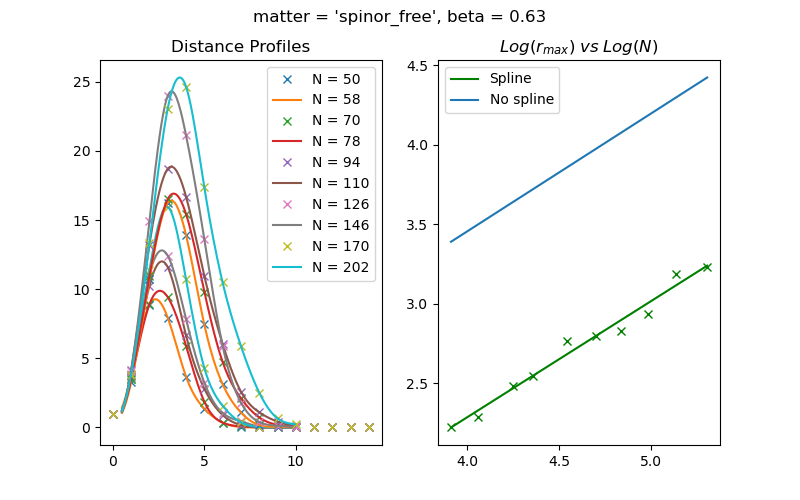 matter = 'spinor_free', beta = 0.63
Distance Profiles
25
20
15
10
5
0
0
5
10
N = 50
N = 58
N = 70
N = 78
N = 94
N = 110
N = 126
N = 146
N = 170
N = 202
Log(r_max) vs Log(N)
4.5
4.0
3.5
3.0
2.5
4.0
4.5
5.0
Spline
No spline